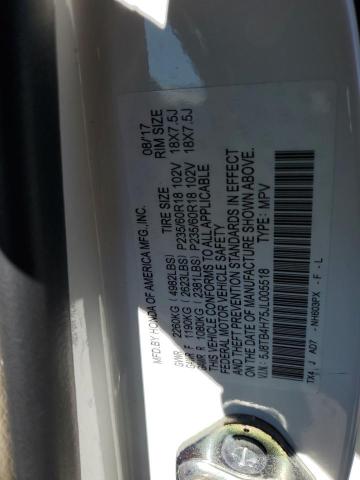 MFD. BY HONDA OF AMERICA MFG., INC. 08/'17
TIRE SIZE RIM SIZE
GVWR 2260KG (4982LBS)
GAWR F 1190KG (2623LBS) P235/60R18 102V 18X7.5J
GAWR R 1080KG (2381LBS) P235/60R18 102V 18X7.5J
THIS VEHICLE CONFORMS TO ALL APPLICABLE
FEDERAL MOTOR VEHICLE SAFETY
AND THEFT PREVENTION STANDARDS IN EFFECT
ON THE DATE OF MANUFACTURE SHOWN ABOVE.
V.I.N.: 5J8TB4H75JL005518 TYPE: MPV
TX4 J AD7 -NH603PX - F - L